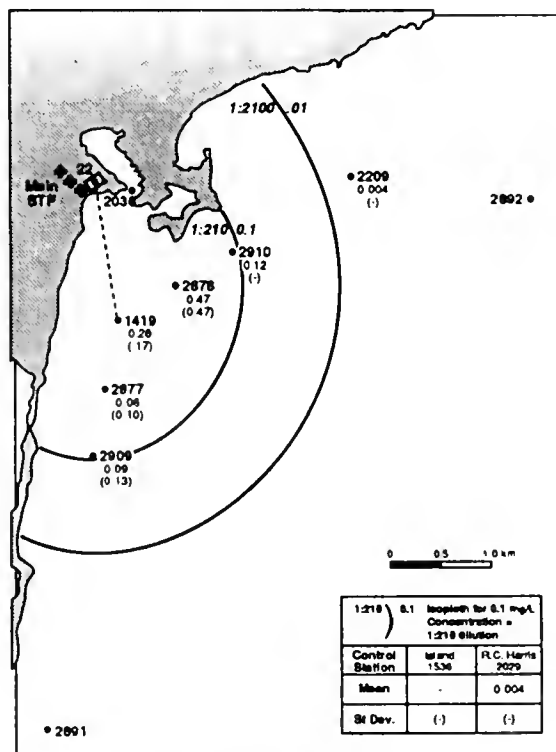 1:2100 .01
22
Main
STP
2209
0.004
(-)
2892
1:210 0.1
2910
0.12
(-)
2878
0.47
(0.47)
1419
0.26
(.17)
2877
0.06
(0.10)
2909
0.09
(0.13)
0 0.5 1.0 km
1:210 ) 0.1 Isopleth for 0.1 mg/L
Concentration =
1:210 dilution
Control Island R.C. Harris
Station 1536 2029
Mean - 0.004
St Dev. (-) (-)
2891